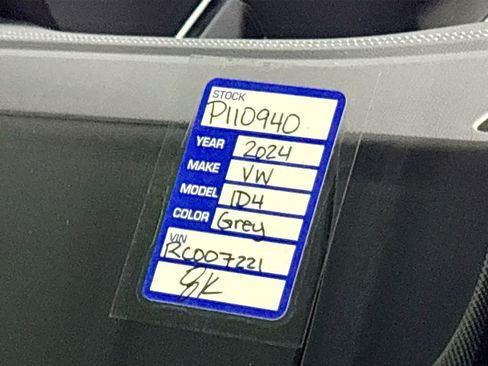 STOCK
P110940
YEAR 2024
MAKE VW
MODEL ID4
COLOR Grey
VIN
RC007221